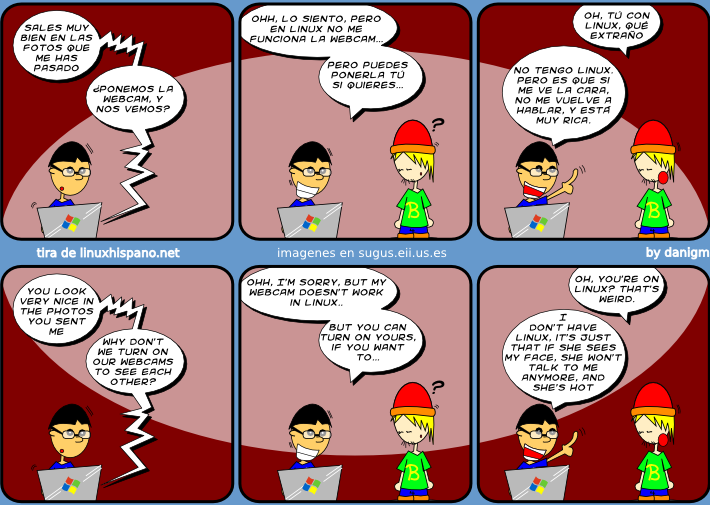 SALES MUY
BIEN EN LAS
FOTOS QUE
ME HAS
PASADO
¿PONEMOS LA
WEBCAM, Y
NOS VEMOS?
OHH, LO SIENTO, PERO
EN LINUX NO ME
FUNCIONA LA WEBCAM...
PERO PUEDES
PONERLA TÚ
SI QUIERES...
?
OH, TÚ CON
LINUX, QUÉ
EXTRAÑO
NO TENGO LINUX.
PERO ES QUE SI
ME VE LA CARA,
NO ME VUELVE A
HABLAR, Y ESTÁ
MUY RICA.
B
B
tira de linuxhispano.net
imagenes en sugus.eii.us.es
by danigm
YOU LOOK
VERY NICE IN
THE PHOTOS
YOU SENT
ME
WHY DON'T
WE TURN ON
OUR WEBCAMS
TO SEE EACH
OTHER?
OHH, I'M SORRY, BUT MY
WEBCAM DOESN'T WORK
IN LINUX..
BUT YOU CAN
TURN ON YOURS,
IF YOU WANT
TO...
?
OH, YOU'RE ON
LINUX? THAT'S
WEIRD.
I
DON'T HAVE
LINUX, IT'S JUST
THAT IF SHE SEES
MY FACE, SHE WON'T
TALK TO ME
ANYMORE, AND
SHE'S HOT
B
B